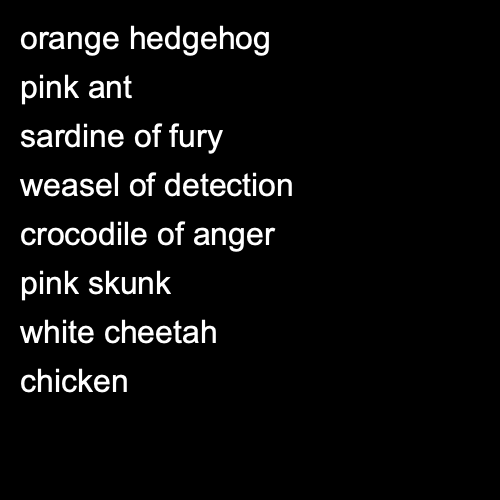 orange hedgehog
pink ant
sardine of fury
weasel of detection
crocodile of anger
pink skunk
white cheetah
chicken